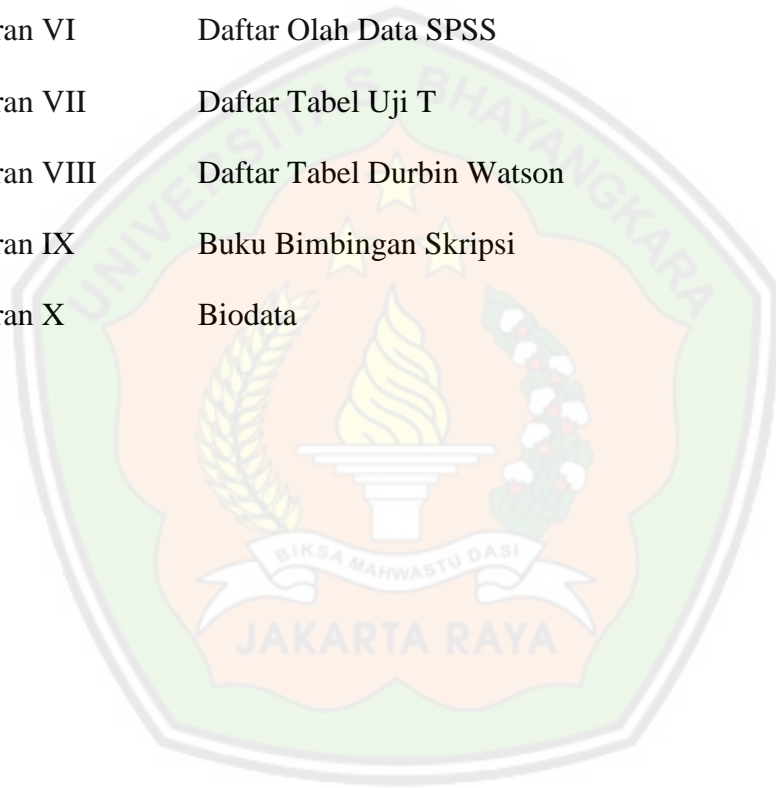 ran VI Daftar Olah Data SPSS
ran VII Daftar Tabel Uji T
ran VIII Daftar Tabel Durbin Watson
ran IX Buku Bimbingan Skripsi
ran X Biodata
UNIVERSITAS BHAYANGKARA
BIKSA MAHWASTU DASI
JAKARTA RAYA